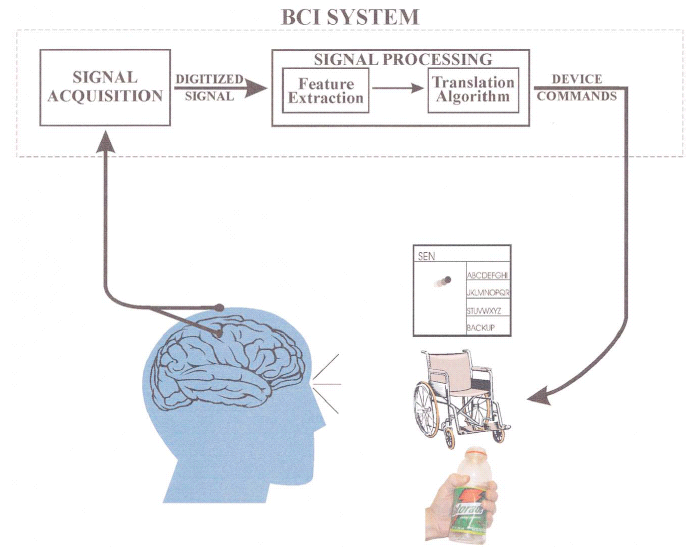 BCI SYSTEM
SIGNAL
ACQUISITION
DIGITIZED
SIGNAL
SIGNAL PROCESSING
Feature
Extraction
Translation
Algorithm
DEVICE
COMMANDS
SEN
ABCDEFGHI
JKLMNOPQR
STUVWXYZ
BACKUP